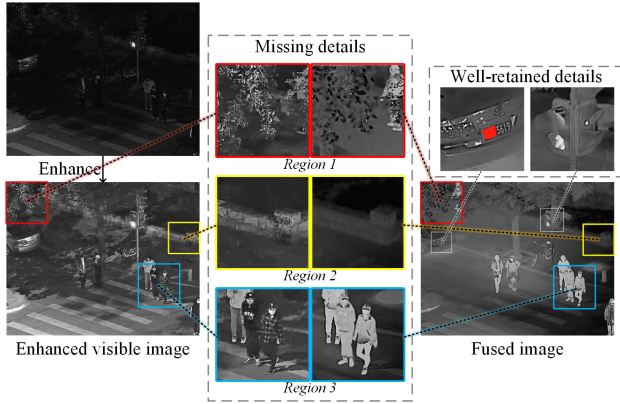 Missing details
Well-retained details
Region 1
Enhance
Region 2
Enhanced visible image
Fused image
Region 3